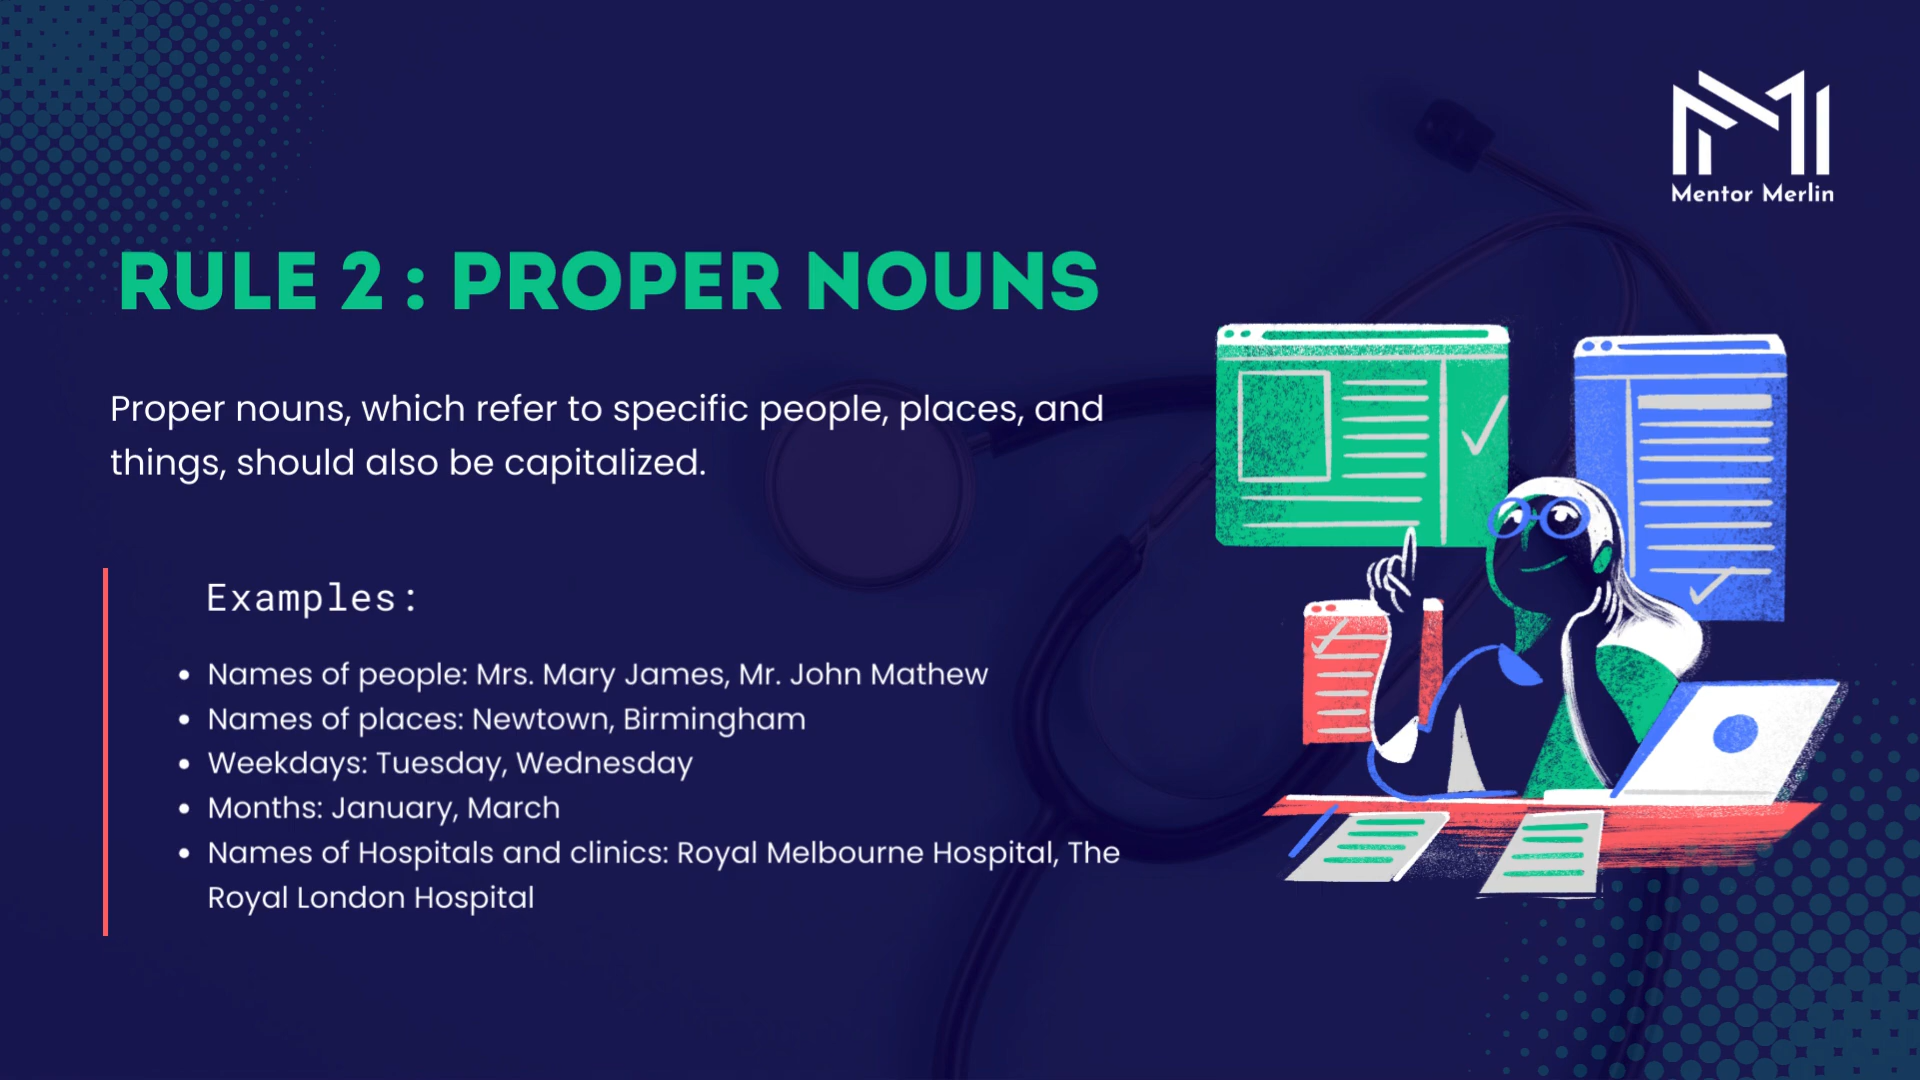 Mentor Merlin
RULE 2 : PROPER NOUNS
Proper nouns, which refer to specific people, places, and
things, should also be capitalized.
Examples:
• Names of people: Mrs. Mary James, Mr. John Mathew
• Names of places: Newtown, Birmingham
• Weekdays: Tuesday, Wednesday
• Months: January, March
• Names of Hospitals and clinics: Royal Melbourne Hospital, The
Royal London Hospital